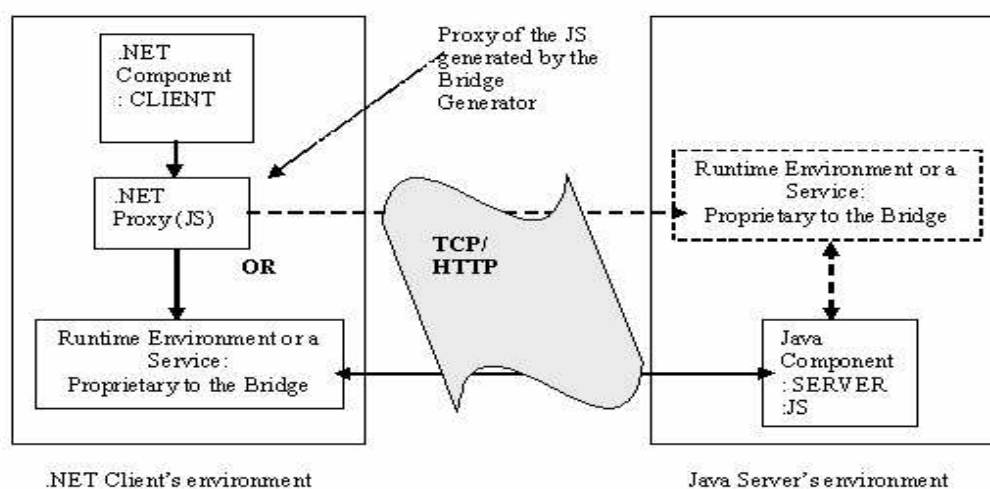 .NET
Component
: CLIENT
Proxy of the JS
generated by the
Bridge
Generator
.NET
Proxy (JS)
Runtime Environment or a
Service:
Proprietary to the Bridge
OR
TCP/
HTTP
Runtime Environment or a
Service:
Proprietary to the Bridge
Java
Component
: SERVER
:JS
.NET Client's environment
Java Server's environment